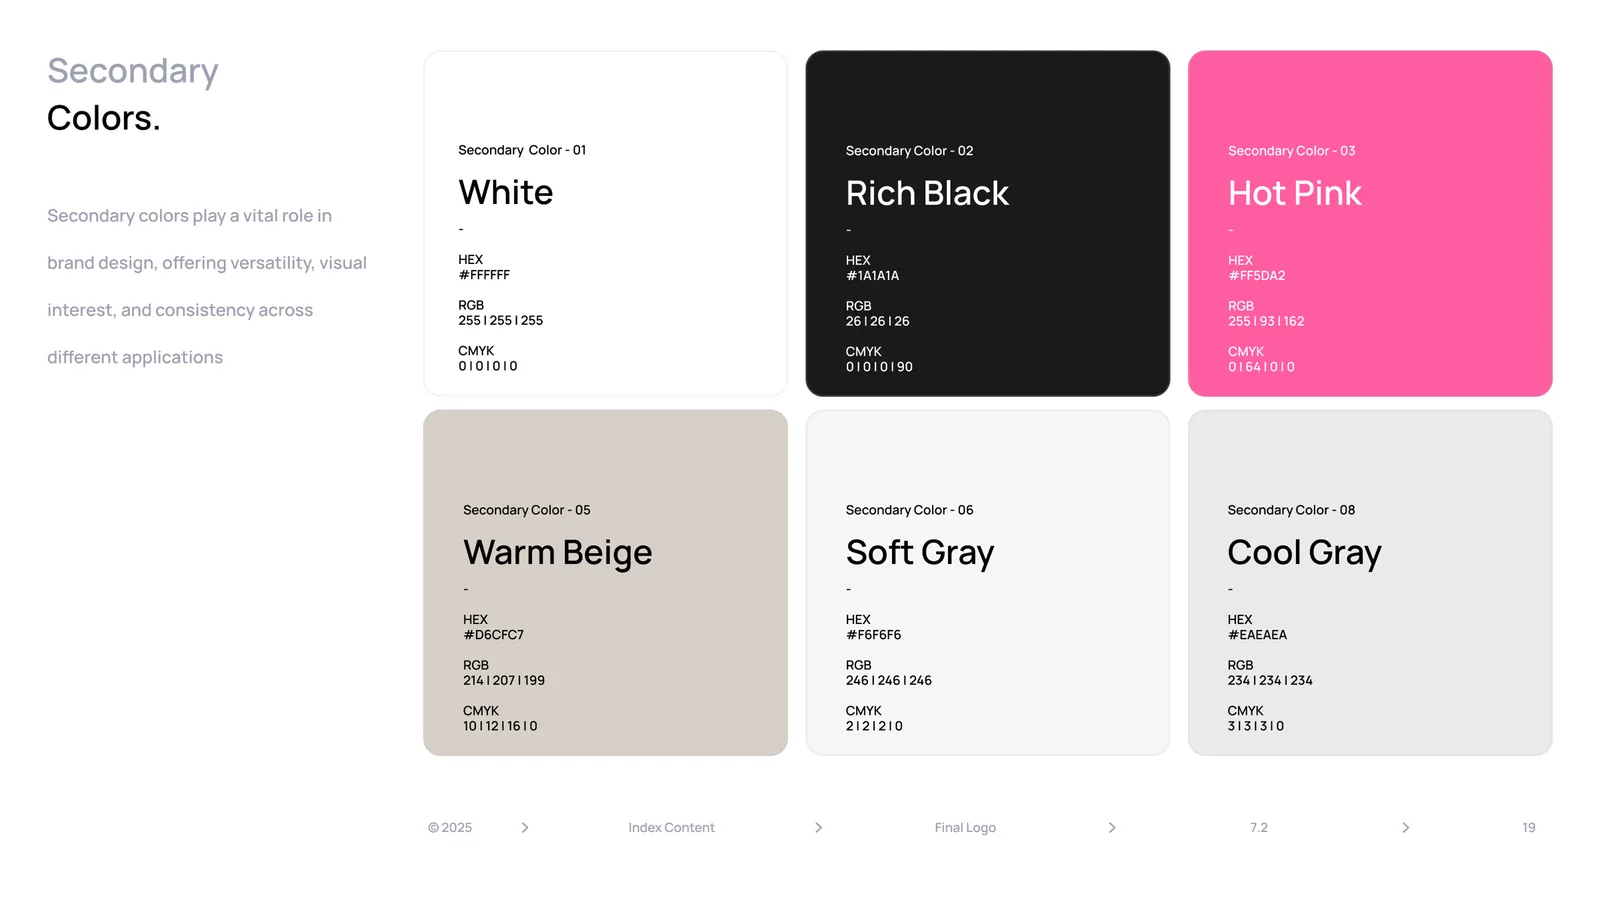 Secondary
Colors.
Secondary colors play a vital role in
brand design, offering versatility, visual
interest, and consistency across
different applications
Secondary Color - 01
White
-
HEX
#FFFFFF
RGB
255 | 255 | 255
CMYK
0 | 0 | 0 | 0
Secondary Color - 02
Rich Black
-
HEX
#1A1A1A
RGB
26 | 26 | 26
CMYK
0 | 0 | 0 | 90
Secondary Color - 03
Hot Pink
-
HEX
#FF5DA2
RGB
255 | 93 | 162
CMYK
0 | 64 | 0 | 0
Secondary Color - 05
Warm Beige
-
HEX
#D6CFC7
RGB
214 | 207 | 199
CMYK
10 | 12 | 16 | 0
Secondary Color - 06
Soft Gray
-
HEX
#F6F6F6
RGB
246 | 246 | 246
CMYK
2 | 2 | 2 | 0
Secondary Color - 08
Cool Gray
-
HEX
#EAEAEA
RGB
234 | 234 | 234
CMYK
3 | 3 | 3 | 0
© 2025 > Index Content > Final Logo > 7.2 > 19